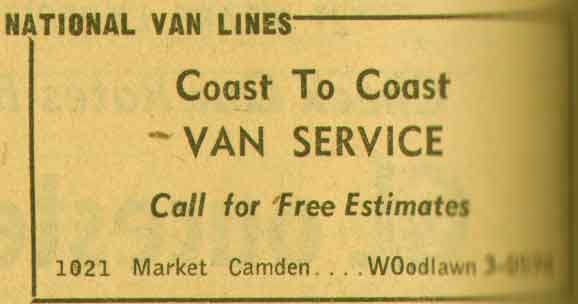 NATIONAL VAN LINES
Coast To Coast
VAN SERVICE
Call for Free Estimates
1021 Market Camden....WOodlawn